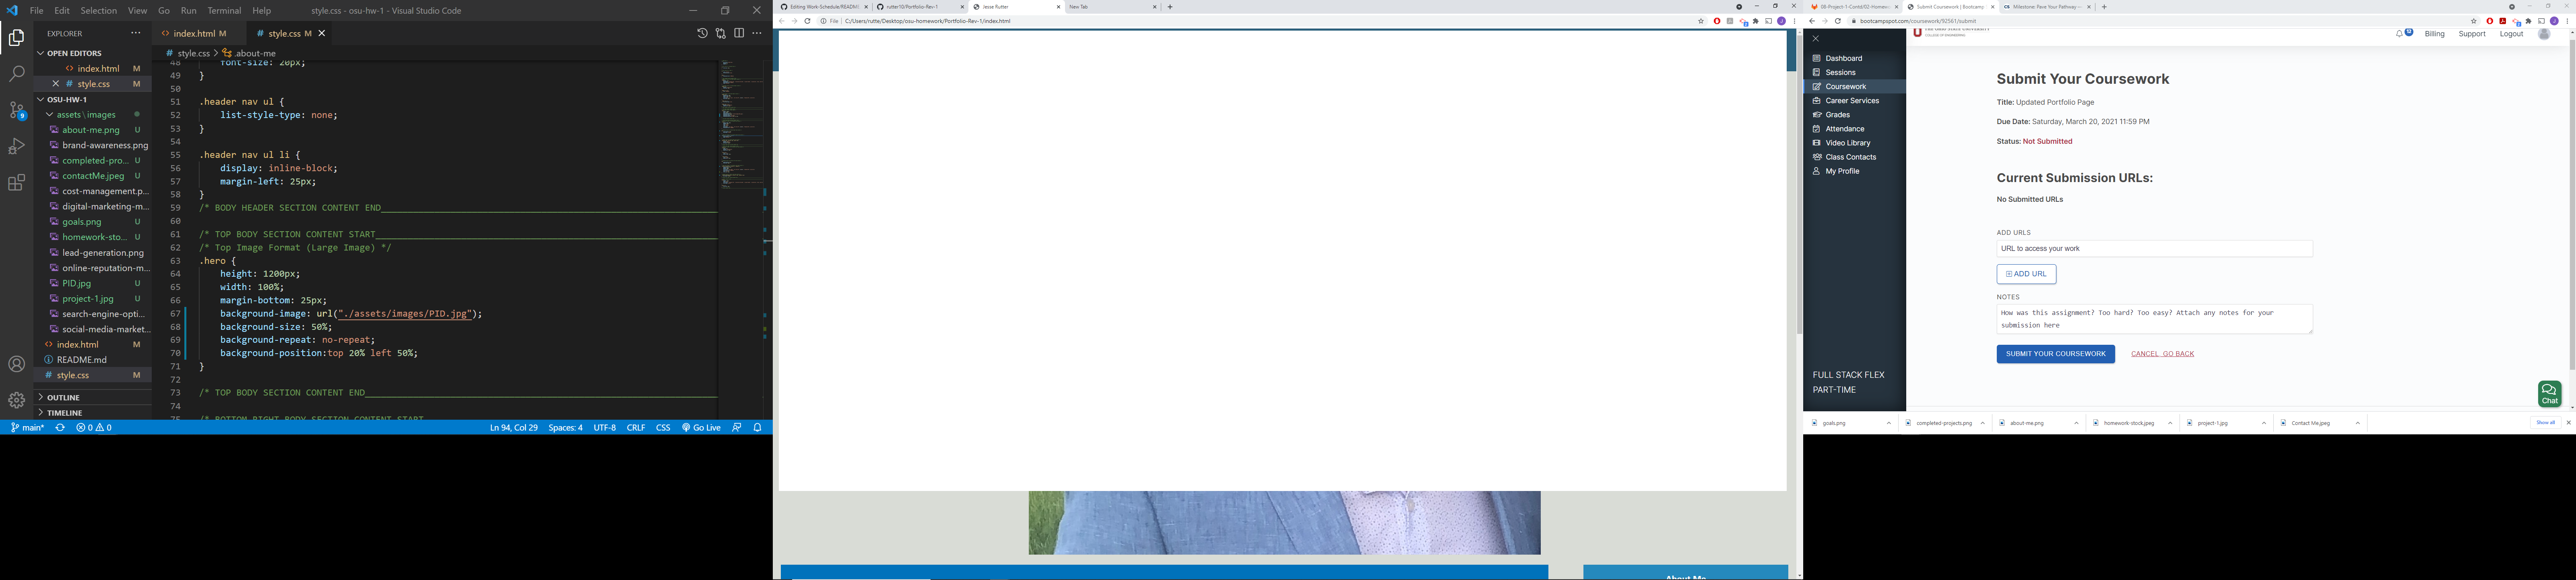 File Edit Selection View Go Run Terminal Help style.css - osu-hw-1 - Visual Studio Code
EXPLORER
OPEN EDITORS
index.html M
style.css M
OSU-HW-1
assets \ images
about-me.png U
brand-awareness.png
completed-pro... U
contactMe.jpeg U
cost-management.p...
digital-marketing-m...
goals.png U
homework-sto... U
lead-generation.png
online-reputation-m...
PID.jpg U
project-1.jpg U
search-engine-opti...
social-media-market...
index.html M
README.md
style.css M
OUTLINE
TIMELINE
9
index.html M
style.css M
style.css > .about-me
48 font-size: 20px;
49 }
50
51 .header nav ul {
52 list-style-type: none;
53 }
54
55 .header nav ul li {
56 display: inline-block;
57 margin-left: 25px;
58 }
59 /* BODY HEADER SECTION CONTENT END
60
61 /* TOP BODY SECTION CONTENT START
62 /* Top Image Format (Large Image) */
63 .hero {
64 height: 1200px;
65 width: 100%;
66 margin-bottom: 25px;
67 background-image: url("./assets/images/PID.jpg");
68 background-size: 50%;
69 background-repeat: no-repeat;
70 background-position:top 20% left 50%;
71 }
72
73 /* TOP BODY SECTION CONTENT END
74
75 /* BOTTOM RIGHT BODY SECTION CONTENT START
main* 0 0 Ln 94, Col 29 Spaces: 4 UTF-8 CRLF CSS Go Live
Editing Work-Schedule/README
rutter10/Portfolio-Rev-1
Jesse Rutter
New Tab
File | C:/Users/rutte/Desktop/osu-homework/Portfolio-Rev-1/index.html
About Me
08-Project-1-Contd/02-Homew
Submit Coursework | Bootcamp
Milestone: Pave Your Pathway —
bootcampspot.com/coursework/92561/submit
COLLEGE OF ENGINEERING
Billing Support Logout
Dashboard
Sessions
Coursework
Career Services
Grades
Attendance
Video Library
Class Contacts
My Profile
FULL STACK FLEX
PART-TIME
Submit Your Coursework
Title: Updated Portfolio Page
Due Date: Saturday, March 20, 2021 11:59 PM
Status: Not Submitted
Current Submission URLs:
No Submitted URLs
ADD URLS
URL to access your work
ADD URL
NOTES
How was this assignment? Too hard? Too easy? Attach any notes for your
submission here
SUBMIT YOUR COURSEWORK CANCEL, GO BACK
Chat
goals.png
completed-projects.png
about-me.png
homework-stock.jpeg
project-1.jpg
Contact Me.jpeg
Show all